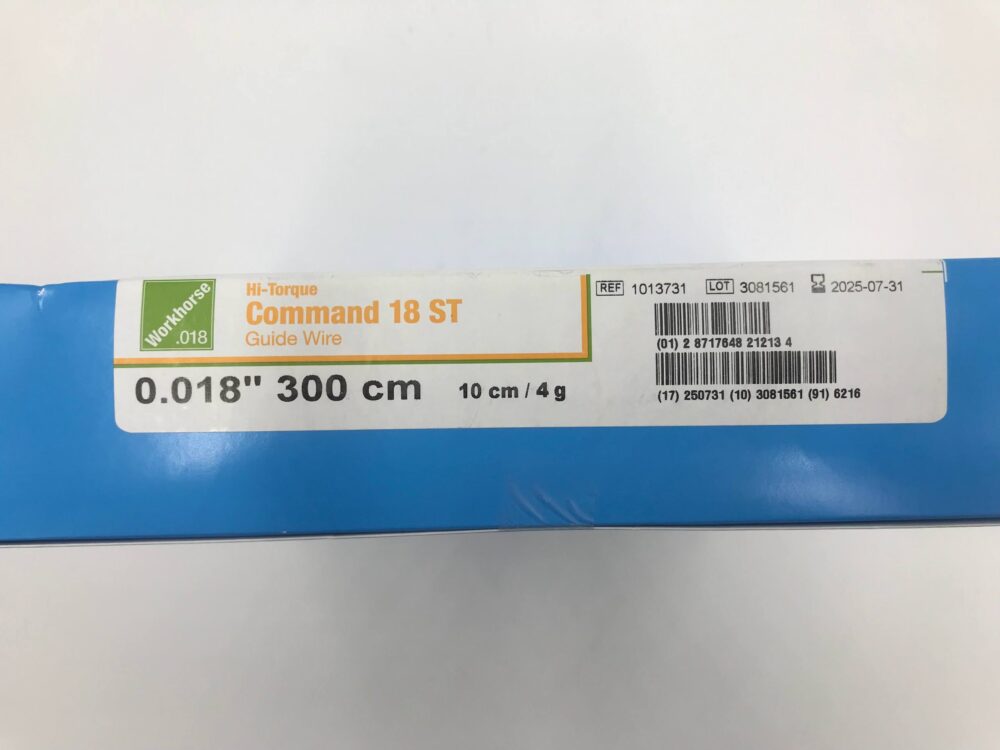 Workhorse
.018
Hi-Torque
Command 18 ST
Guide Wire
0.018" 300 cm 10 cm / 4 g
REF 1013731 LOT 3081561 2025-07-31
(01) 2 8717648 21213 4
(17) 250731 (10) 3081561 (91) 6216